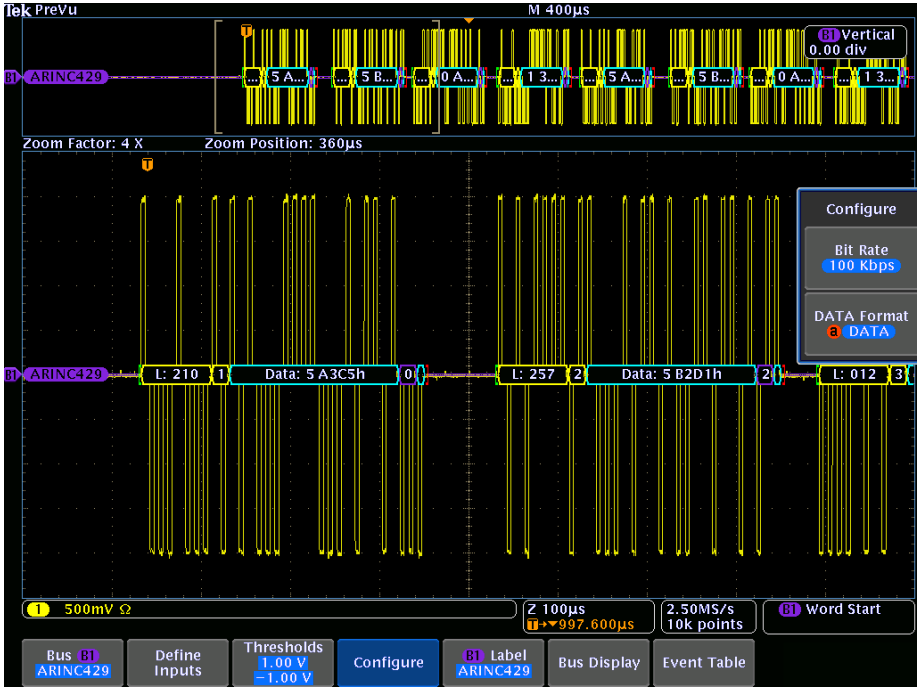 Tek PreVu M 400µs
T
B1 Vertical
0.00 div
B1 ARINC429 ... 5 A... ... 5 B... 0 A... 1 3... 5 A... 5 B... 0 A... 1 3...
Zoom Factor: 4 X Zoom Position: 360µs
T
Configure
Bit Rate
100 Kbps
DATA Format
a DATA
B1 ARINC429 L: 210 1 Data: 5 A3C5h 0 L: 257 2 Data: 5 B2D1h 2 L: 012 3
1 500mV Ω
Z 100µs
T→▼997.600µs
2.50MS/s
10k points
B1 Word Start
Bus B1
ARINC429
Define
Inputs
Thresholds
1.00 V
−1.00 V
Configure
B1 Label
ARINC429
Bus Display
Event Table